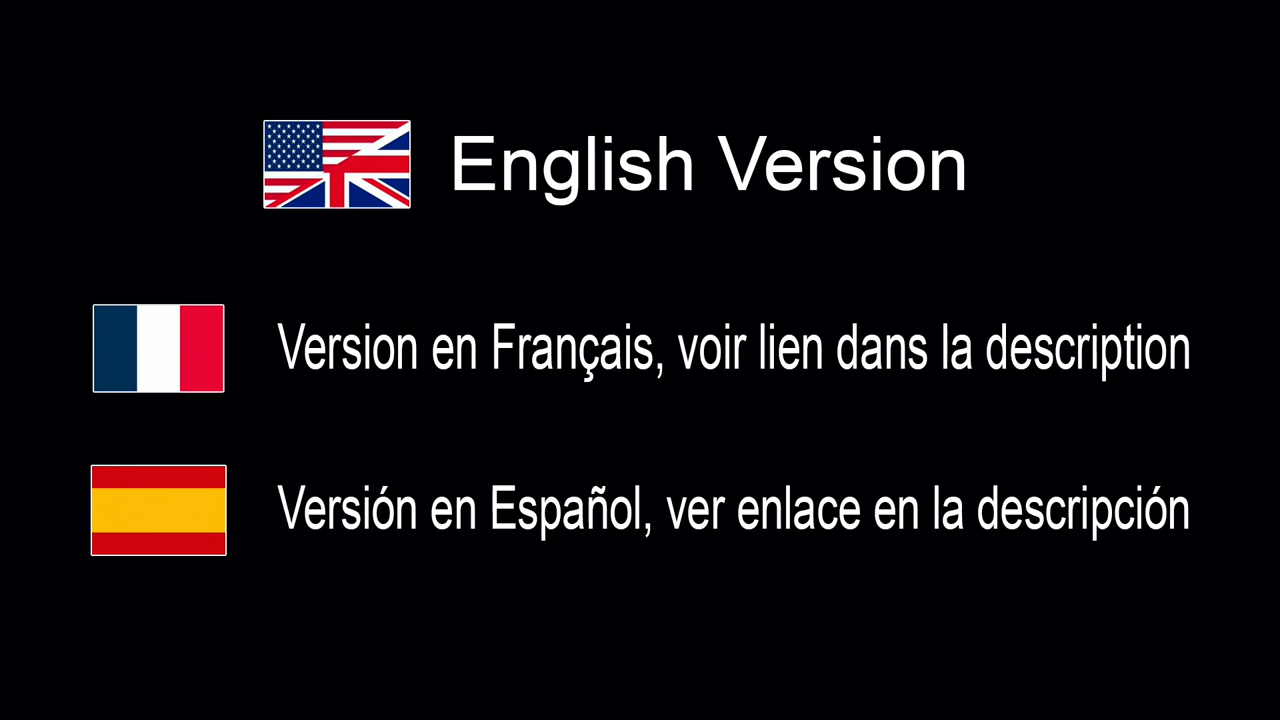 English Version
Version en Français, voir lien dans la description
Versión en Español, ver enlace en la descripción